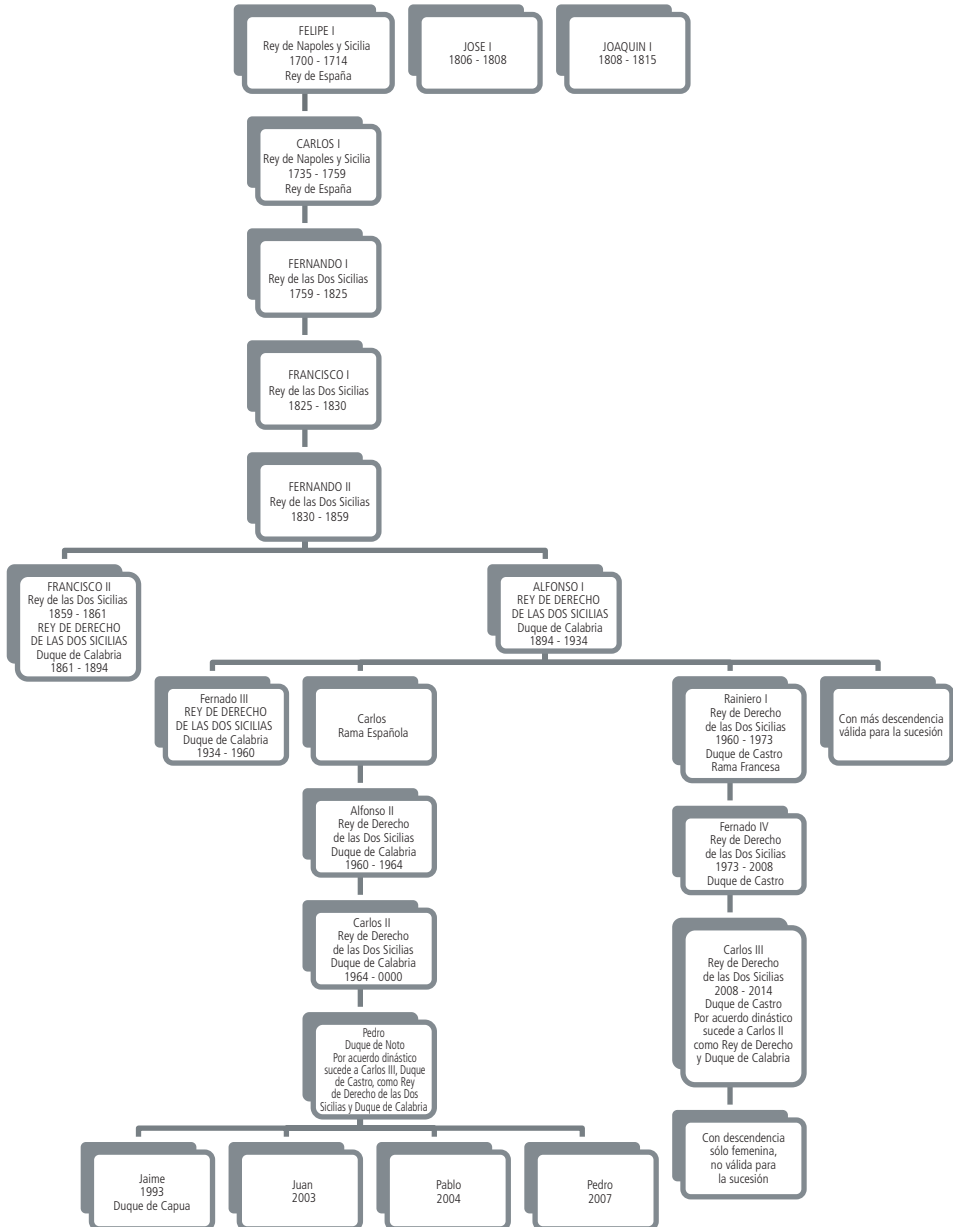 FELIPE I
Rey de Napoles y Sicilia
1700 - 1714
Rey de España
JOSE I
1806 - 1808
JOAQUIN I
1808 - 1815
CARLOS I
Rey de Napoles y Sicilia
1735 - 1759
Rey de España
FERNANDO I
Rey de las Dos Sicilias
1759 - 1825
FRANCISCO I
Rey de las Dos Sicilias
1825 - 1830
FERNANDO II
Rey de las Dos Sicilias
1830 - 1859
FRANCISCO II
Rey de las Dos Sicilias
1859 - 1861
REY DE DERECHO
DE LAS DOS SICILIAS
Duque de Calabria
1861 - 1894
ALFONSO I
REY DE DERECHO
DE LAS DOS SICILIAS
Duque de Calabria
1894 - 1934
Fernado III
REY DE DERECHO
DE LAS DOS SICILIAS
Duque de Calabria
1934 - 1960
Carlos
Rama Española
Rainiero I
Rey de Derecho
de las Dos Sicilias
1960 - 1973
Duque de Castro
Rama Francesa
Con más descendencia
válida para la sucesión
Alfonso II
Rey de Derecho
de las Dos Sicilias
Duque de Calabria
1960 - 1964
Fernado IV
Rey de Derecho
de las Dos Sicilias
1973 - 2008
Duque de Castro
Carlos II
Rey de Derecho
de las Dos Sicilias
Duque de Calabria
1964 - 0000
Carlos III
Rey de Derecho
de las Dos Sicilias
2008 - 2014
Duque de Castro
Por acuerdo dinástico
sucede a Carlos II
como Rey de Derecho
y Duque de Calabria
Pedro
Duque de Noto
Por acuerdo dinástico
sucede a Carlos III, Duque
de Castro, como Rey
de Derecho de las Dos
Sicilias y Duque de Calabria
Con descendencia
sólo femenina,
no válida para
la sucesión
Jaime
1993
Duque de Capua
Juan
2003
Pablo
2004
Pedro
2007